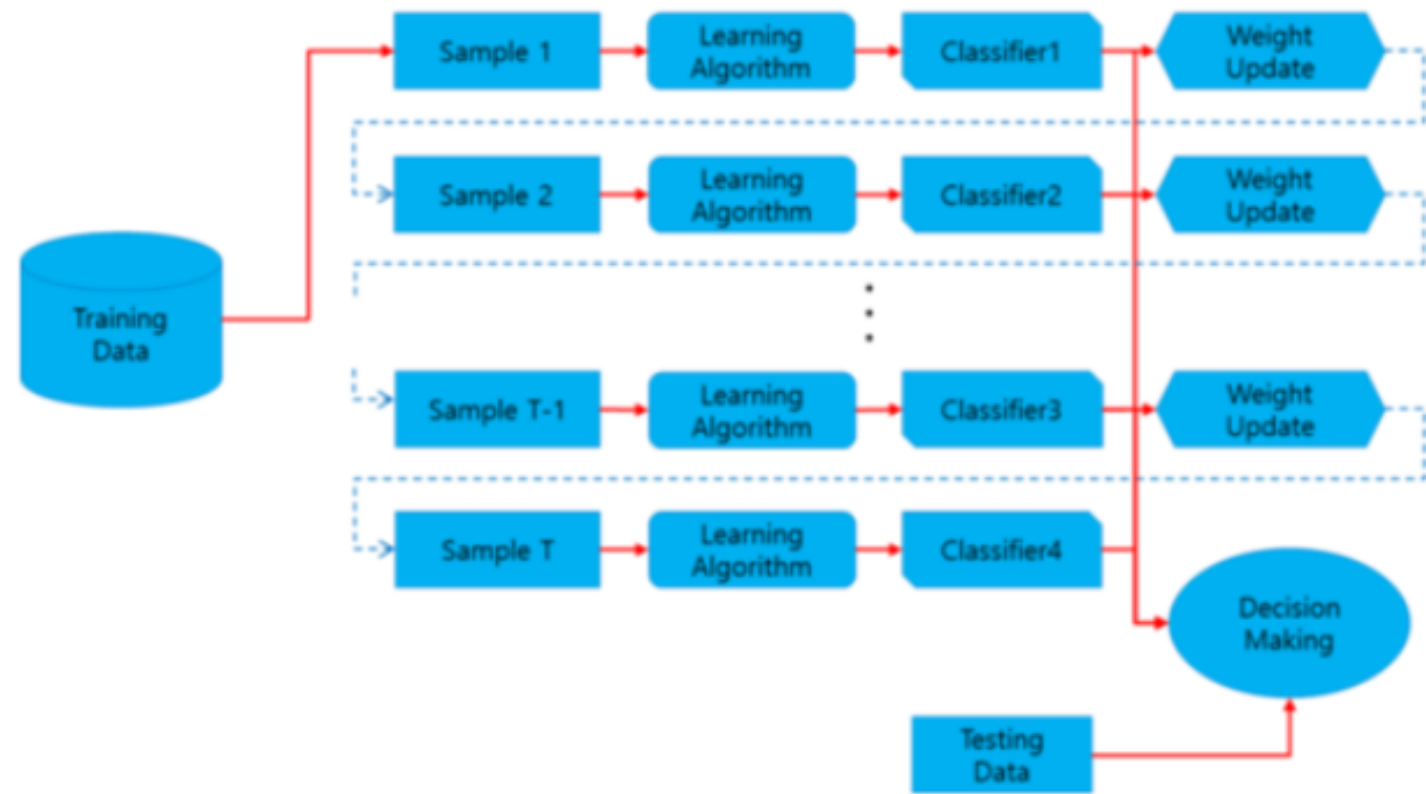 Sample 1
Learning
Algorithm
Classifier1
Weight
Update
Sample 2
Learning
Algorithm
Classifier2
Weight
Update
Training
Data
Sample T-1
Learning
Algorithm
Classifier3
Weight
Update
Sample T
Learning
Algorithm
Classifier4
Decision
Making
Testing
Data